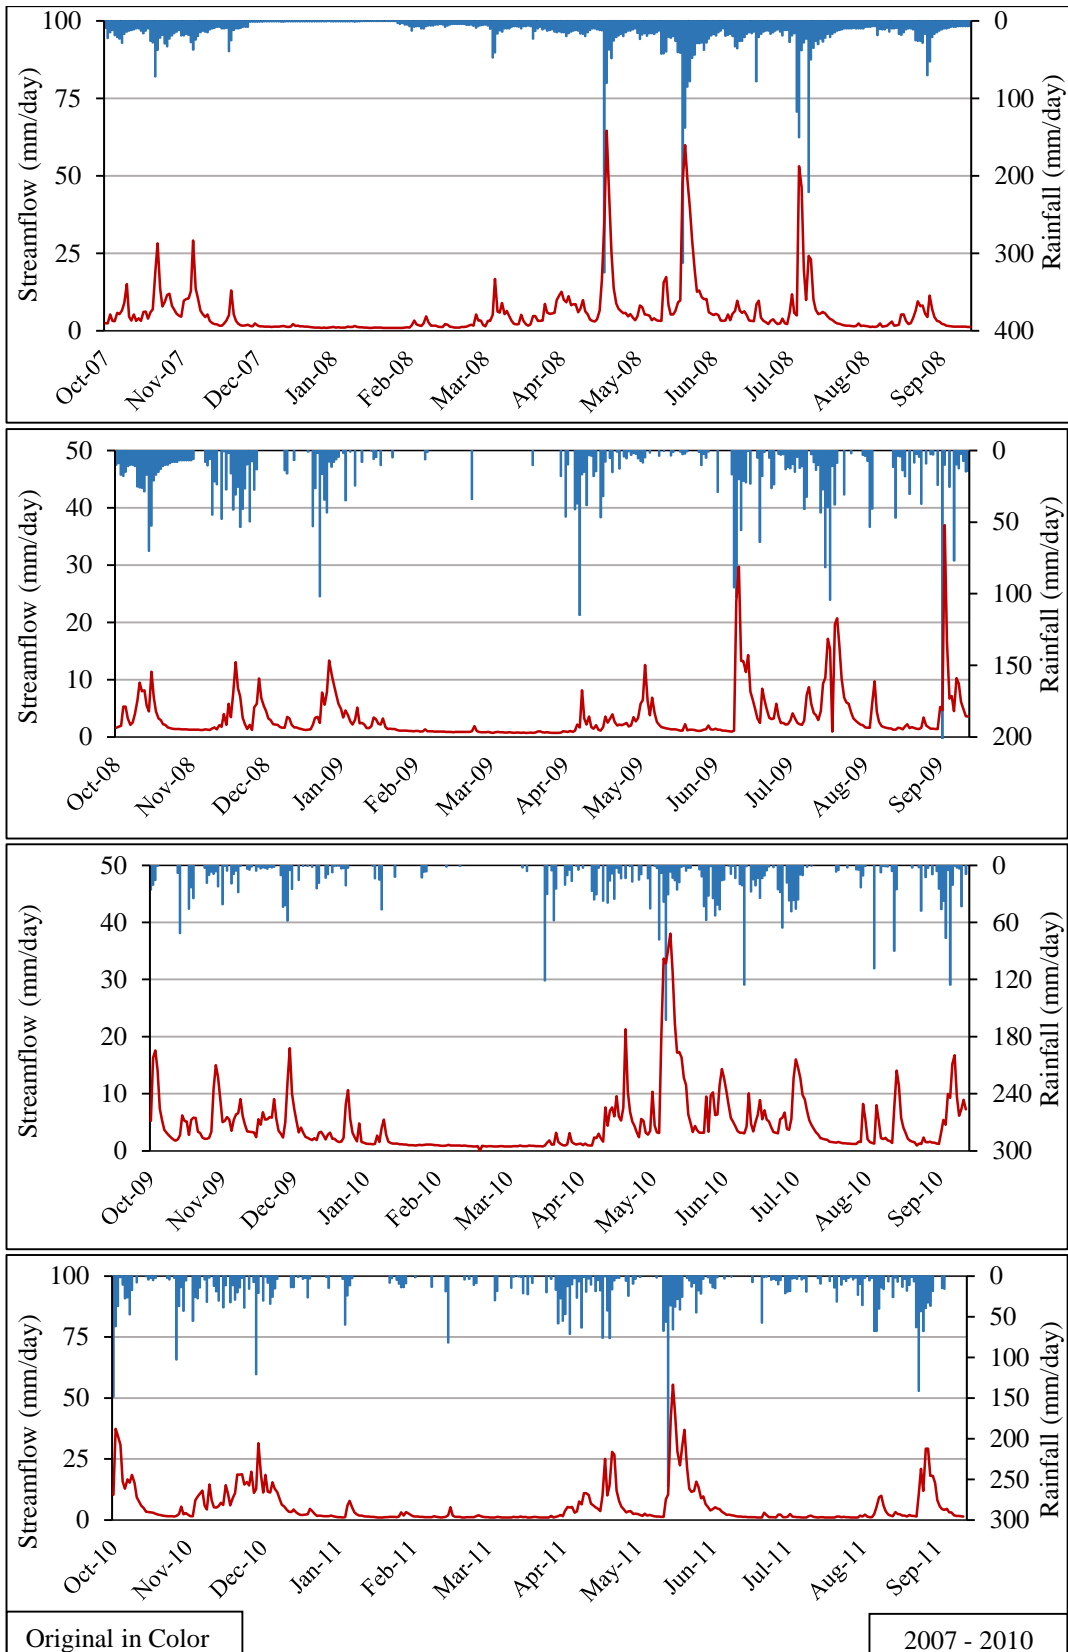 Streamflow (mm/day)
100
75
50
25
0
0
100
200
300
400
Rainfall (mm/day)
Oct-07
Nov-07
Dec-07
Jan-08
Feb-08
Mar-08
Apr-08
May-08
Jun-08
Jul-08
Aug-08
Sep-08
Streamflow (mm/day)
50
40
30
20
10
0
0
50
100
150
200
Rainfall (mm/day)
Oct-08
Nov-08
Dec-08
Jan-09
Feb-09
Mar-09
Apr-09
May-09
Jun-09
Jul-09
Aug-09
Sep-09
Streamflow (mm/day)
50
40
30
20
10
0
0
60
120
180
240
300
Rainfall (mm/day)
Oct-09
Nov-09
Dec-09
Jan-10
Feb-10
Mar-10
Apr-10
May-10
Jun-10
Jul-10
Aug-10
Sep-10
Streamflow (mm/day)
100
75
50
25
0
0
50
100
150
200
250
300
Rainfall (mm/day)
Oct-10
Nov-10
Dec-10
Jan-11
Feb-11
Mar-11
Apr-11
May-11
Jun-11
Jul-11
Aug-11
Sep-11
Original in Color
2007 - 2010